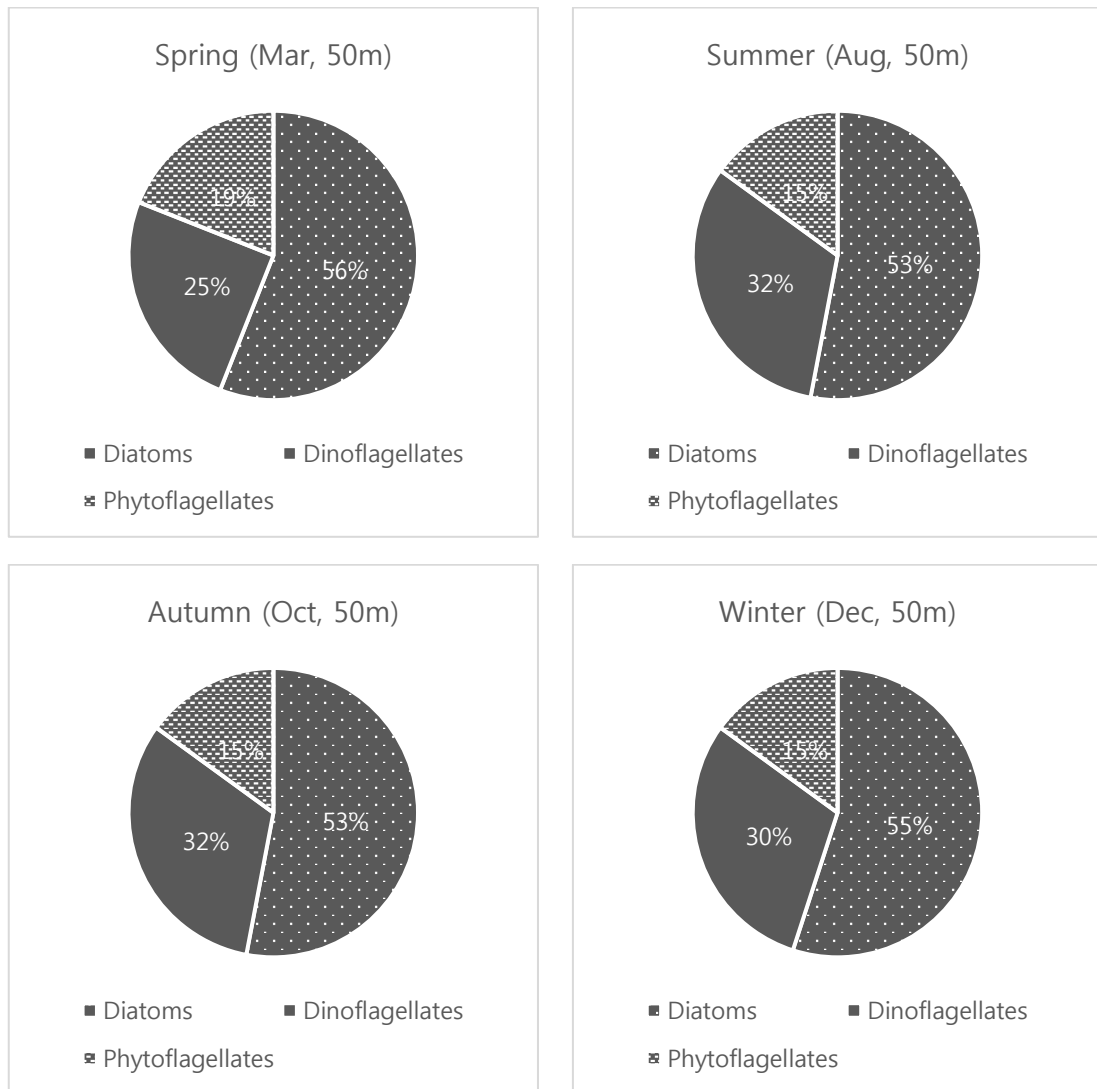 Spring (Mar, 50m)
19%
56%
25%
Diatoms
Dinoflagellates
Phytoflagellates
Summer (Aug, 50m)
15%
53%
32%
Diatoms
Dinoflagellates
Phytoflagellates
Autumn (Oct, 50m)
15%
53%
32%
Diatoms
Dinoflagellates
Phytoflagellates
Winter (Dec, 50m)
15%
55%
30%
Diatoms
Dinoflagellates
Phytoflagellates